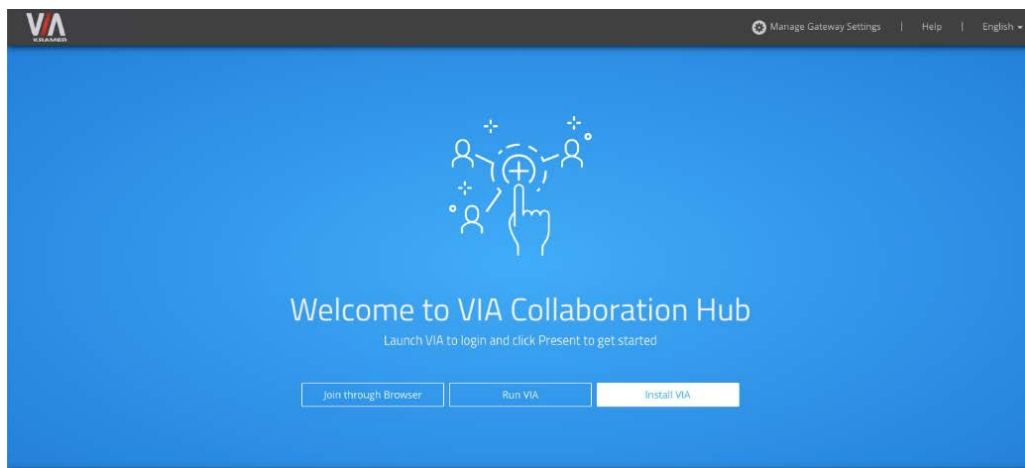 VIA
KRAMER
Manage Gateway Settings | Help | English
Welcome to VIA Collaboration Hub
Launch VIA to login and click Present to get started
Join through Browser Run VIA Install VIA